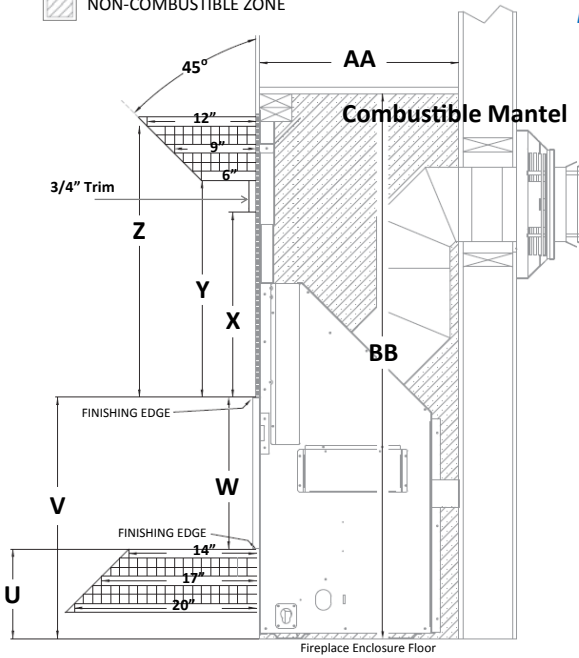 NON-COMBUSTIBLE ZONE
45°
AA
12"
Combustible Mantel
9"
6"
3/4" Trim
Z
Y
X
BB
FINISHING EDGE
W
V
FINISHING EDGE
14"
17"
U
20"
Fireplace Enclosure Floor